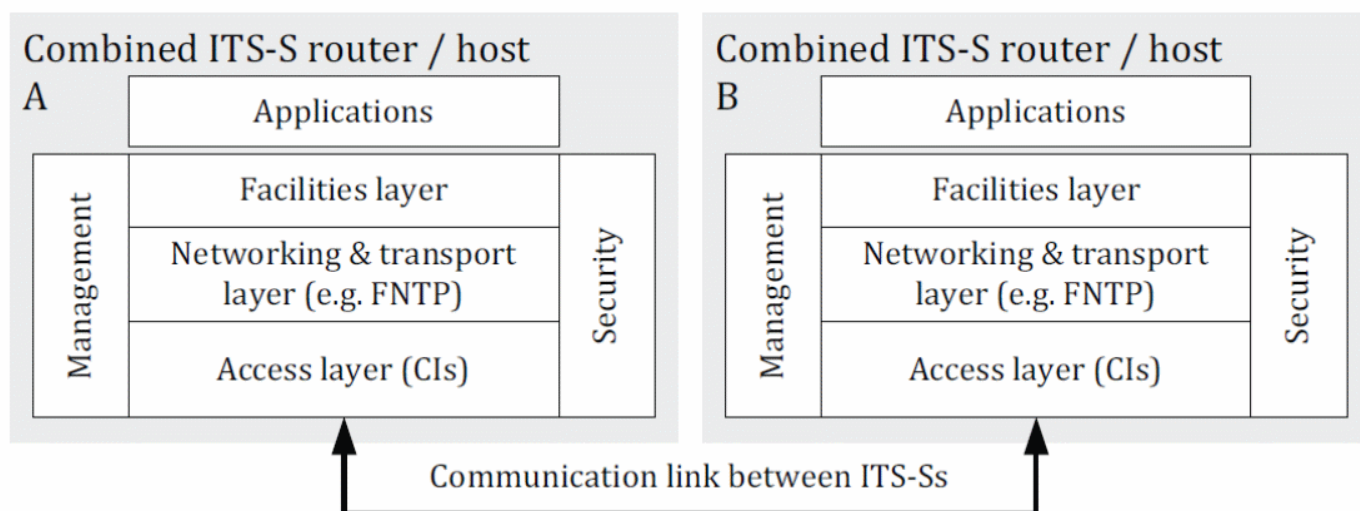 Combined ITS-S router / host
A
Applications
Management
Facilities layer
Networking & transport
layer (e.g. FNTP)
Access layer (CIs)
Security
Combined ITS-S router / host
B
Applications
Management
Facilities layer
Networking & transport
layer (e.g. FNTP)
Access layer (CIs)
Security
Communication link between ITS-Ss